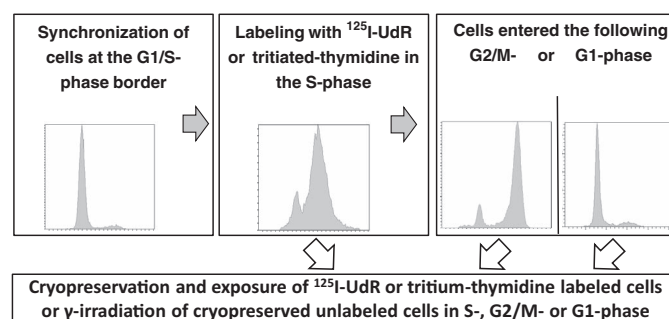 Synchronization of
cells at the G1/S-
phase border
Labeling with ¹²⁵I-UdR
or tritiated-thymidine in
the S-phase
Cells entered the following
G2/M- or G1-phase
Cryopreservation and exposure of ¹²⁵I-UdR or tritium-thymidine labeled cells
or γ-irradiation of cryopreserved unlabeled cells in S-, G2/M- or G1-phase